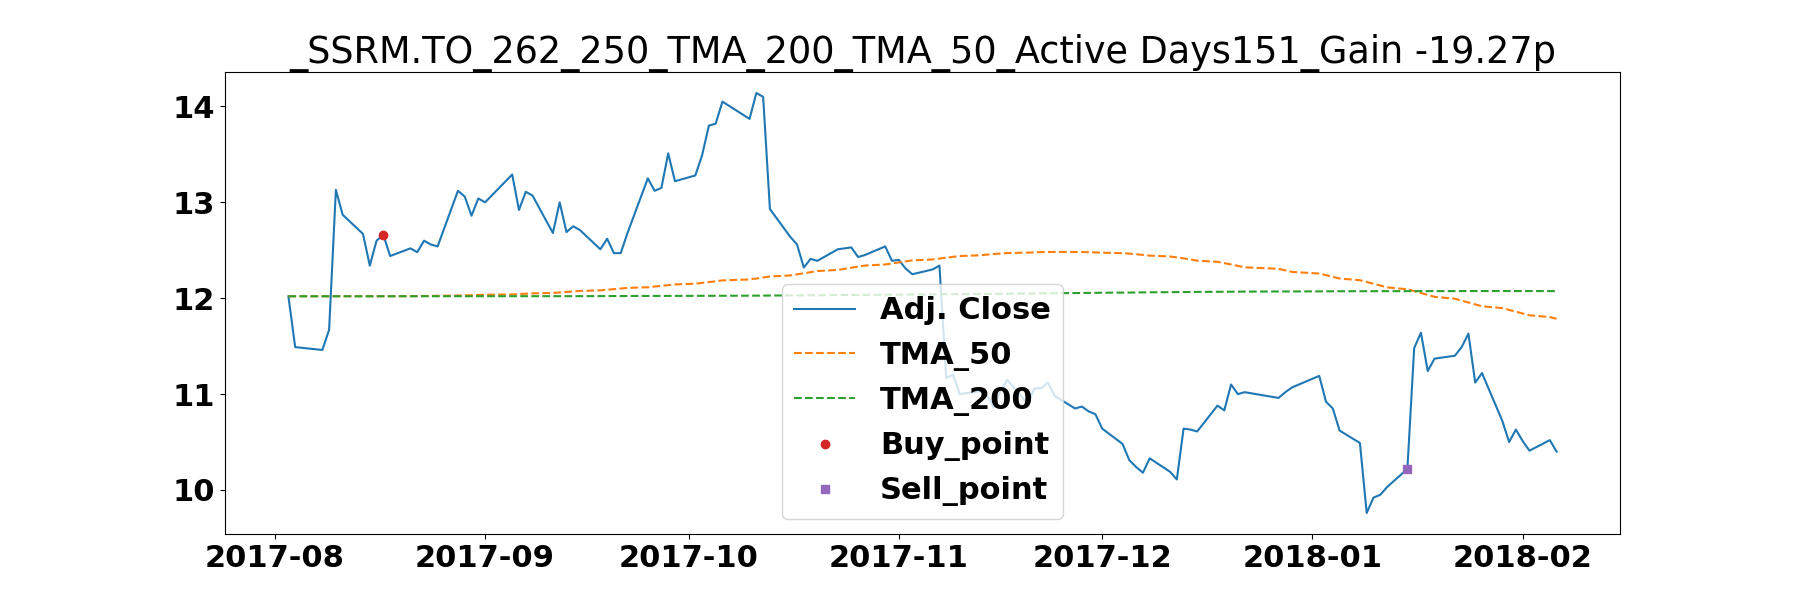 _SSRM.TO_262_250_TMA_200_TMA_50_Active Days151_Gain -19.27p
14
13
12
11
10
Adj. Close
TMA_50
TMA_200
Buy_point
Sell_point
2017-08 2017-09 2017-10 2017-11 2017-12 2018-01 2018-02